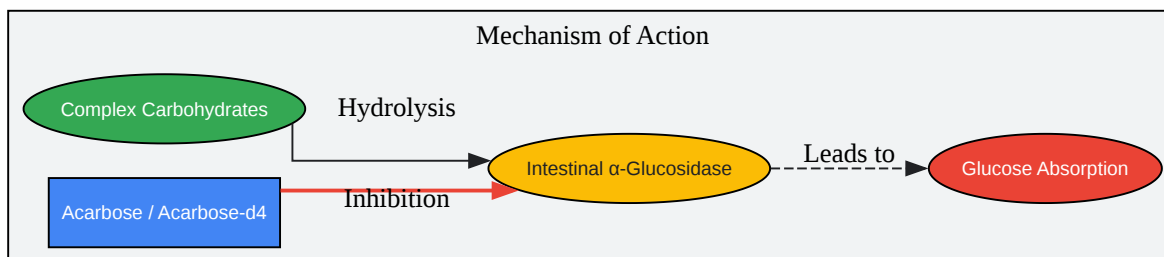 Mechanism of Action
Complex Carbohydrates
Hydrolysis
Intestinal α-Glucosidase
Leads to
Glucose Absorption
Acarbose / Acarbose-d4
Inhibition